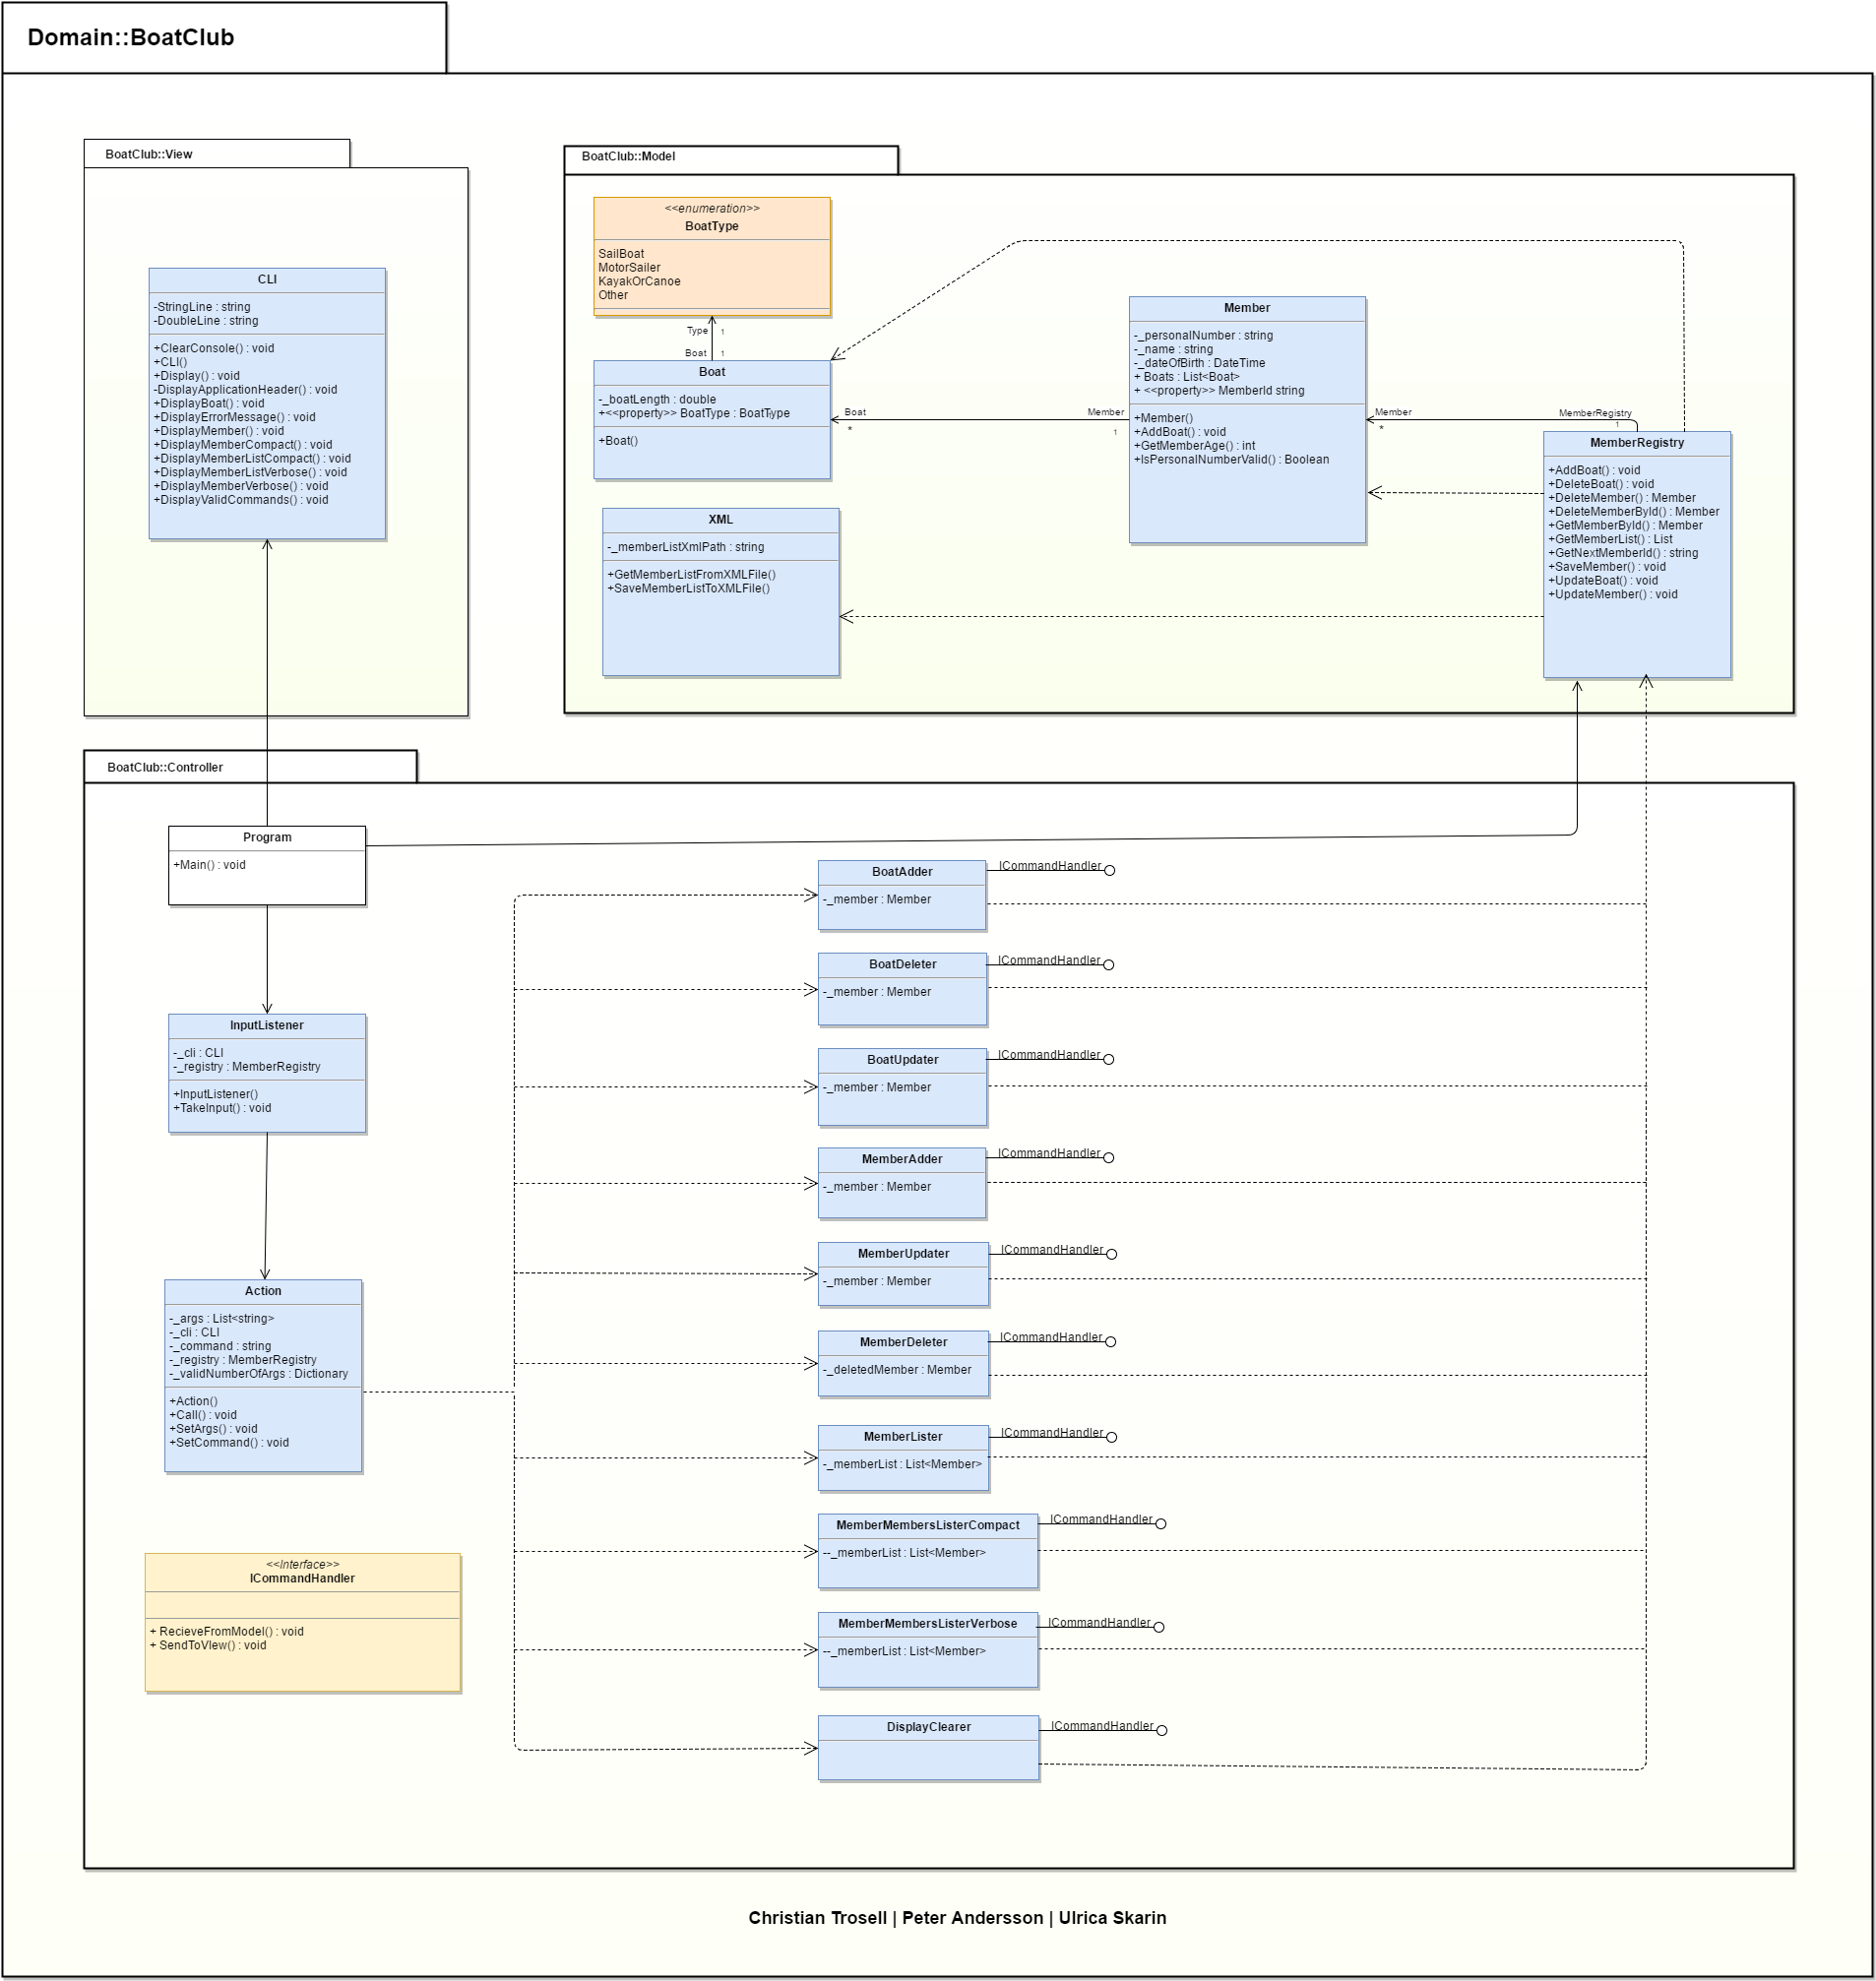 Domain::BoatClub
BoatClub::View
CLI
-StringLine : string
-DoubleLine : string
+ClearConsole() : void
+CLI()
+Display() : void
-DisplayApplicationHeader() : void
+DisplayBoat() : void
+DisplayErrorMessage() : void
+DisplayMember() : void
+DisplayMemberCompact() : void
+DisplayMemberListCompact() : void
+DisplayMemberListVerbose() : void
+DisplayMemberVerbose() : void
+DisplayValidCommands() : void
BoatClub::Model
<<enumeration>>
BoatType
SailBoat
MotorSailer
KayakOrCanoe
Other
Type 1
Boat 1
Boat
-_boatLength : double
+<<property>> BoatType : BoatType
+Boat()
Boat
*
Member
1
Member
-_personalNumber : string
-_name : string
-_dateOfBirth : DateTime
+ Boats : List<Boat>
+ <<property>> MemberId string
+Member()
+AddBoat() : void
+GetMemberAge() : int
+IsPersonalNumberValid() : Boolean
Member
*
MemberRegistry
1
MemberRegistry
+AddBoat() : void
+DeleteBoat() : void
+DeleteMember() : Member
+DeleteMemberById() : Member
+GetMemberById() : Member
+GetMemberList() : List
+GetNextMemberId() : string
+SaveMember() : void
+UpdateBoat() : void
+UpdateMember() : void
XML
-_memberListXmlPath : string
+GetMemberListFromXMLFile()
+SaveMemberListToXMLFile()
BoatClub::Controller
Program
+Main() : void
InputListener
-_cli : CLI
-_registry : MemberRegistry
+InputListener()
+TakeInput() : void
Action
-_args : List<string>
-_cli : CLI
-_command : string
-_registry : MemberRegistry
-_validNumberOfArgs : Dictionary
+Action()
+Call() : void
+SetArgs() : void
+SetCommand() : void
<<Interface>>
ICommandHandler
+ RecieveFromModel() : void
+ SendToVIew() : void
BoatAdder
-_member : Member
ICommandHandler
BoatDeleter
-_member : Member
ICommandHandler
BoatUpdater
-_member : Member
ICommandHandler
MemberAdder
-_member : Member
ICommandHandler
MemberUpdater
-_member : Member
ICommandHandler
MemberDeleter
-_deletedMember : Member
ICommandHandler
MemberLister
-_memberList : List<Member>
ICommandHandler
MemberMembersListerCompact
--_memberList : List<Member>
ICommandHandler
MemberMembersListerVerbose
--_memberList : List<Member>
ICommandHandler
DisplayClearer
ICommandHandler
Christian Trosell | Peter Andersson | Ulrica Skarin